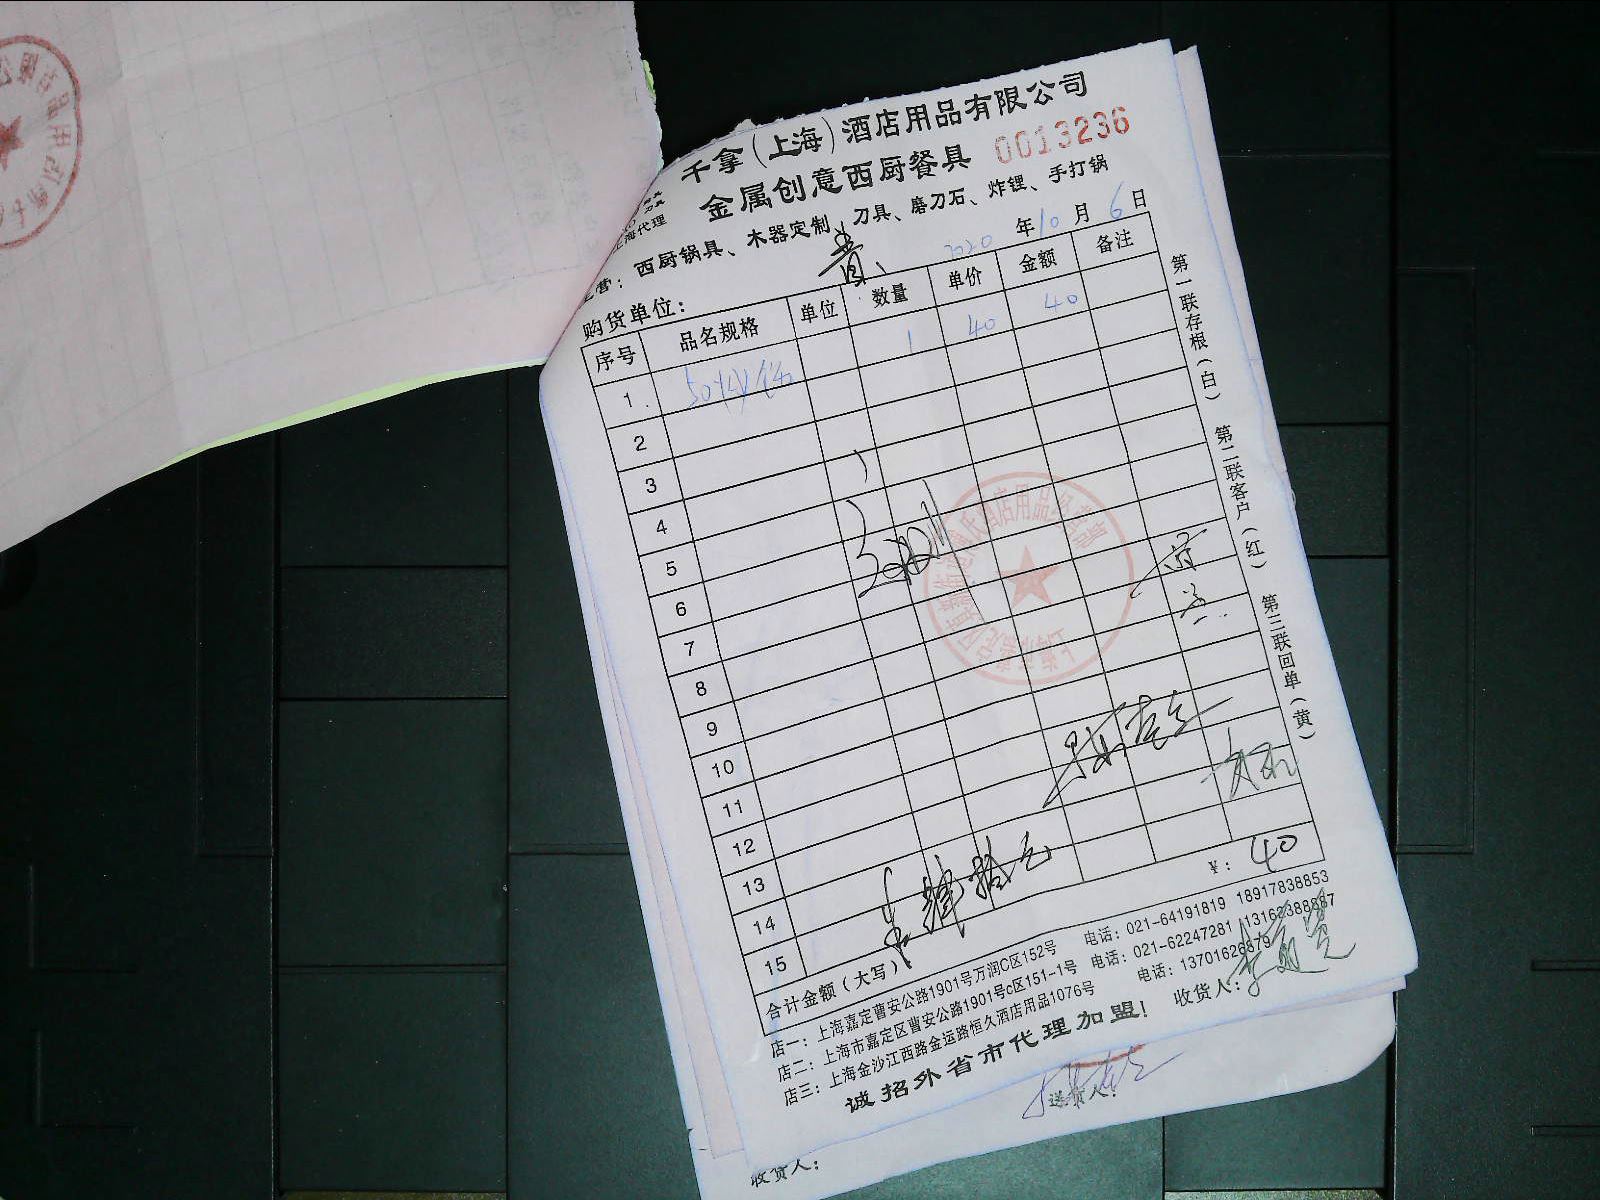 千拿（上海）酒店用品有限公司
金属创意西厨餐具 0013236
上海代理
营：西厨锅具、木器定制、刀具、磨刀石、炸锂、手打锅
购货单位： 2020 年 10 月 6 日
序号 品名规格 单位 数量 单价 金额 备注
1 1 40 40
2
3
4
5
6
7
8
9
10
11
12
13
14
15
合计金额（大写） 肆拾元 ¥： 40
店一：上海嘉定曹安公路1901号万润C区152号 电话：021-64191819 18917838853
店二：上海市嘉定区曹安公路1901号c区151-1号 电话：021-62247281 13162388887
店三：上海金沙江西路金运路恒久酒店用品1076号 电话：13701626879
诚招外省市代理加盟！ 收货人：
第一联存根（白） 第二联客户（红） 第三联回单（黄）
送货人：
收货人：